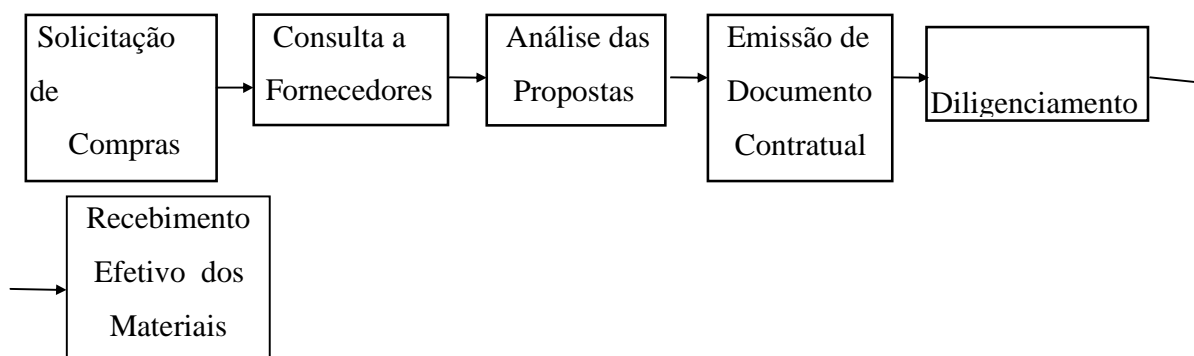 Solicitação
de
Compras
Consulta a
Fornecedores
Análise das
Propostas
Emissão de
Documento
Contratual
Diligenciamento
Recebimento
Efetivo dos
Materiais